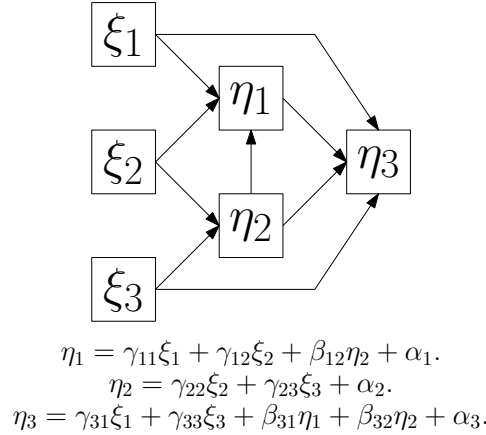 ξ₁
η₁
ξ₂
η₃
η₂
ξ₃
η₁ = γ₁₁ξ₁ + γ₁₂ξ₂ + β₁₂η₂ + α₁.
η₂ = γ₂₂ξ₂ + γ₂₃ξ₃ + α₂.
η₃ = γ₃₁ξ₁ + γ₃₃ξ₃ + β₃₁η₁ + β₃₂η₂ + α₃.